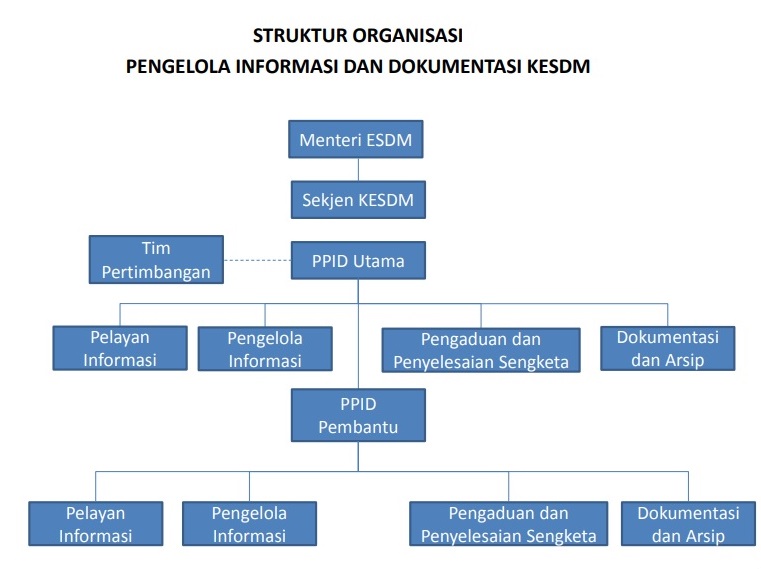 STRUKTUR ORGANISASI
PENGELOLA INFORMASI DAN DOKUMENTASI KESDM
Menteri ESDM
Sekjen KESDM
Tim
Pertimbangan
PPID Utama
Pelayan
Informasi
Pengelola
Informasi
Pengaduan dan
Penyelesaian Sengketa
Dokumentasi
dan Arsip
PPID
Pembantu
Pelayan
Informasi
Pengelola
Informasi
Pengaduan dan
Penyelesaian Sengketa
Dokumentasi
dan Arsip